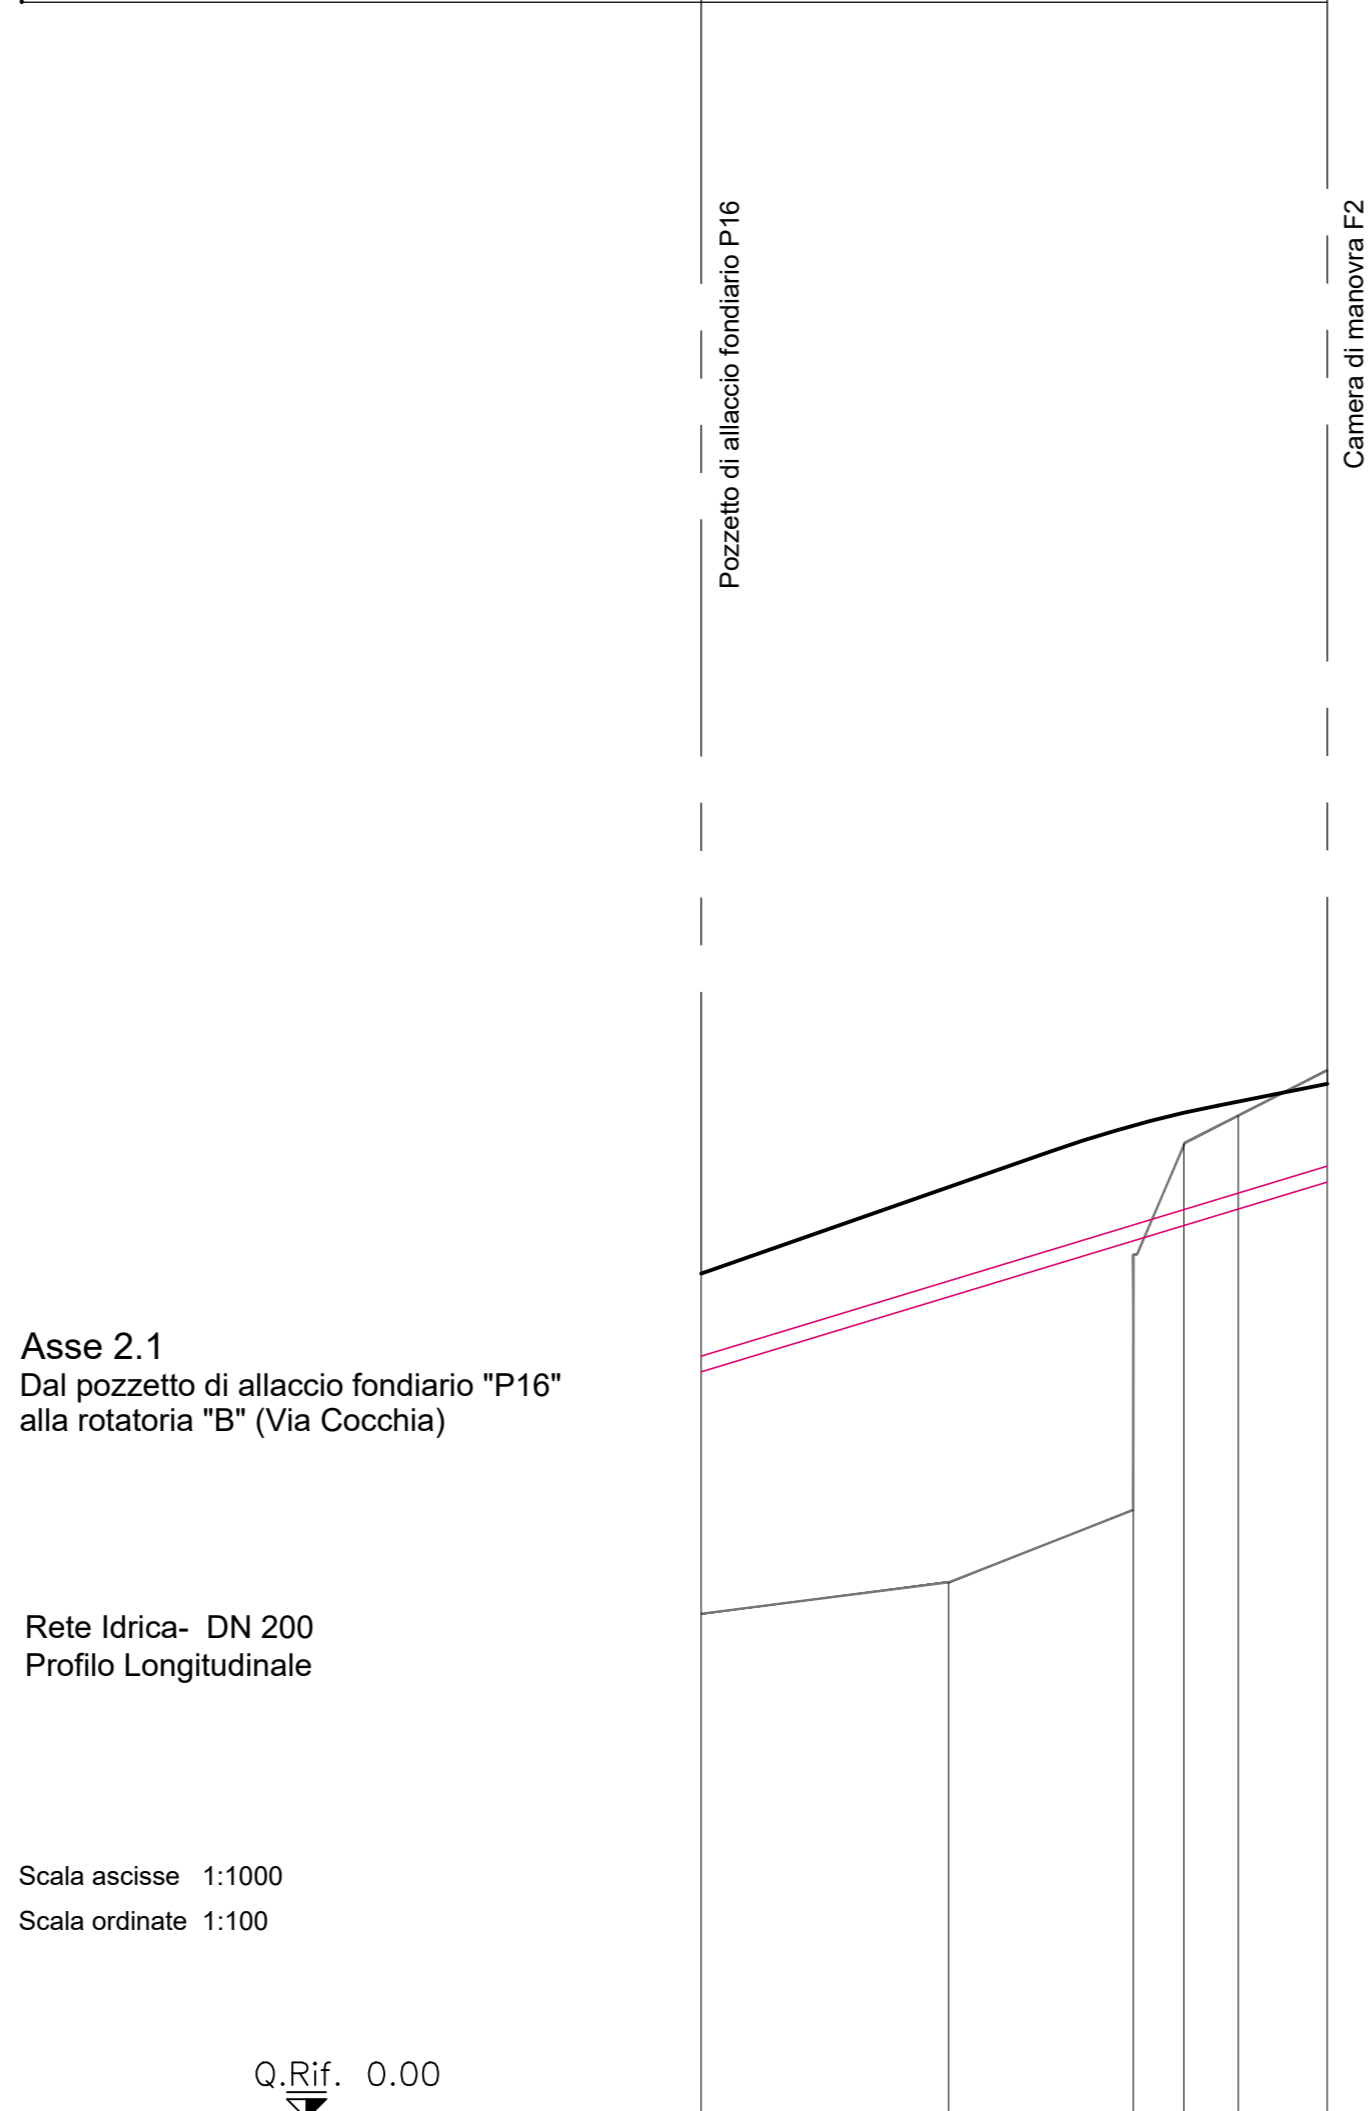 Pozzetto di allaccio fondiario P16
Camera di manovra F2
Asse 2.1
Dal pozzetto di allaccio fondiario "P16"
alla rotatoria "B" (Via Cocchia)
Rete Idrica- DN 200
Profilo Longitudinale
Scala ascisse 1:1000
Scala ordinate 1:100
Q.Rif. 0.00